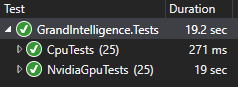 Test Duration
GrandIntelligence.Tests 19.2 sec
CpuTests (25) 271 ms
NvidiaGpuTests (25) 19 sec